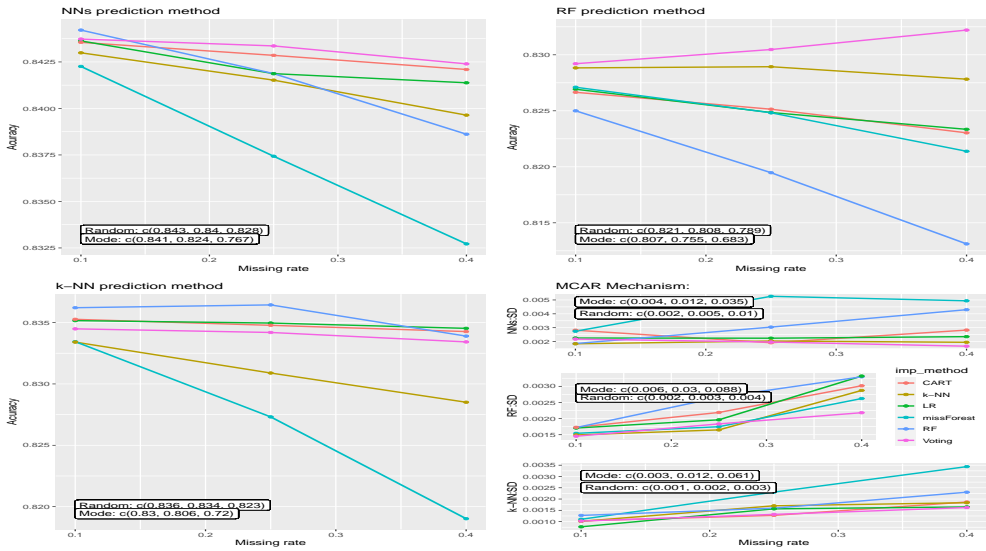 NNs prediction method
0.8425
0.8400
0.8375
0.8350
0.8325
Acuracy
Random: c(0.843, 0.84, 0.828)
Mode: c(0.841, 0.824, 0.767)
0.1 0.2 0.3 0.4
Missing rate
RF prediction method
0.830
0.825
0.820
0.815
Acuracy
Random: c(0.821, 0.808, 0.789)
Mode: c(0.807, 0.755, 0.683)
0.1 0.2 0.3 0.4
Missing rate
k−NN prediction method
0.835
0.830
0.825
0.820
Acuracy
Random: c(0.836, 0.834, 0.823)
Mode: c(0.83, 0.806, 0.72)
0.1 0.2 0.3 0.4
Missing rate
MCAR Mechanism:
0.005
0.004
0.003
0.002
NNs:SD
Mode: c(0.004, 0.012, 0.035)
Random: c(0.002, 0.005, 0.01)
0.1 0.2 0.3 0.4
0.0030
0.0025
0.0020
0.0015
RF:SD
Mode: c(0.006, 0.03, 0.088)
Random: c(0.002, 0.003, 0.004)
0.1 0.2 0.3 0.4
imp_method
CART
k−NN
LR
missForest
RF
Voting
0.0035
0.0030
0.0025
0.0020
0.0015
0.0010
k−NN:SD
Mode: c(0.003, 0.012, 0.061)
Random: c(0.001, 0.002, 0.003)
0.1 0.2 0.3 0.4
Missing rate